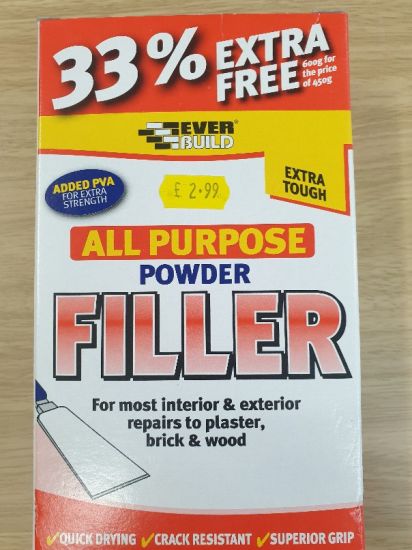 33% EXTRA FREE
600g for
the price
of 450g
EVER®
BUILD
ADDED PVA
FOR EXTRA
STRENGTH
£ 2.99
EXTRA
TOUGH
ALL PURPOSE
POWDER
FILLER
For most interior & exterior
repairs to plaster,
brick & wood
✓QUICK DRYING ✓CRACK RESISTANT ✓SUPERIOR GRIP